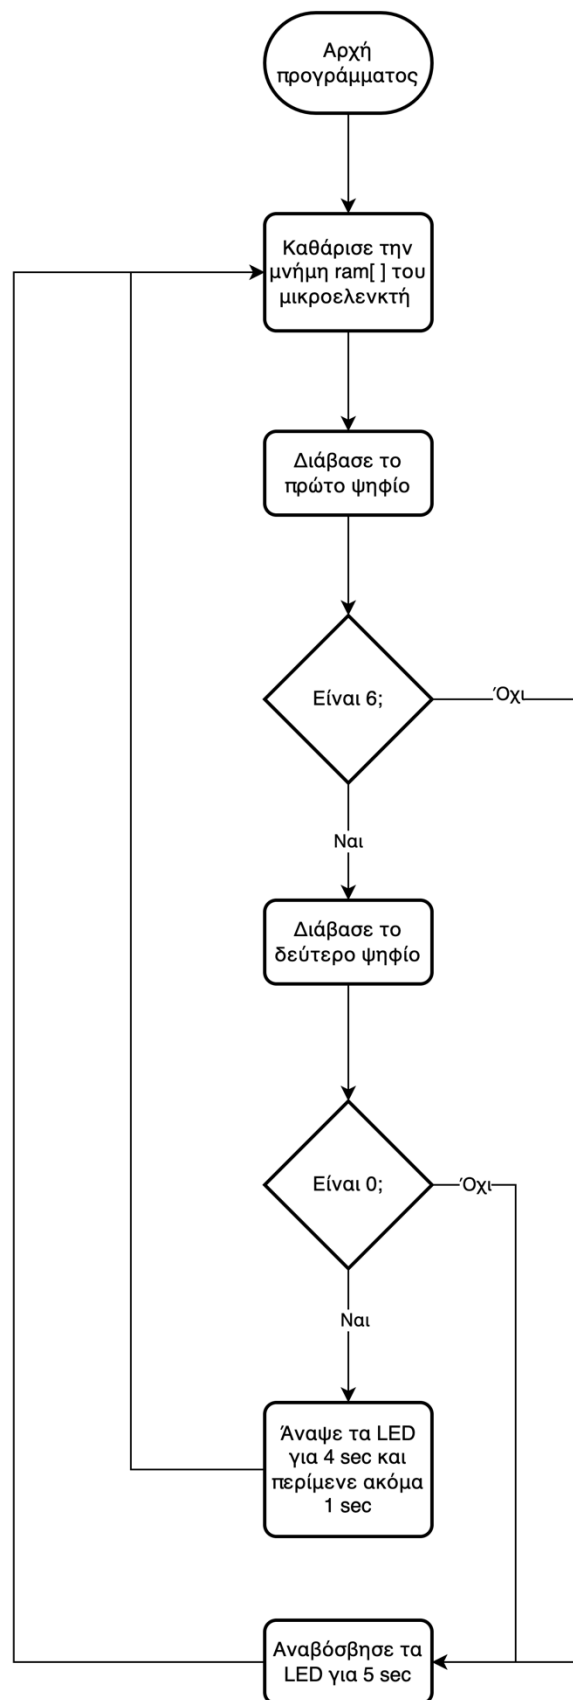 Αρχή
προγράμματος
Καθάρισε την
μνήμη ram[ ] του
μικροελενκτή
Διάβασε το
πρώτο ψηφίο
Είναι 6;
Όχι
Ναι
Διάβασε το
δεύτερο ψηφίο
Είναι 0;
Όχι
Ναι
Άναψε τα LED
για 4 sec και
περίμενε ακόμα
1 sec
Αναβόσβησε τα
LED για 5 sec